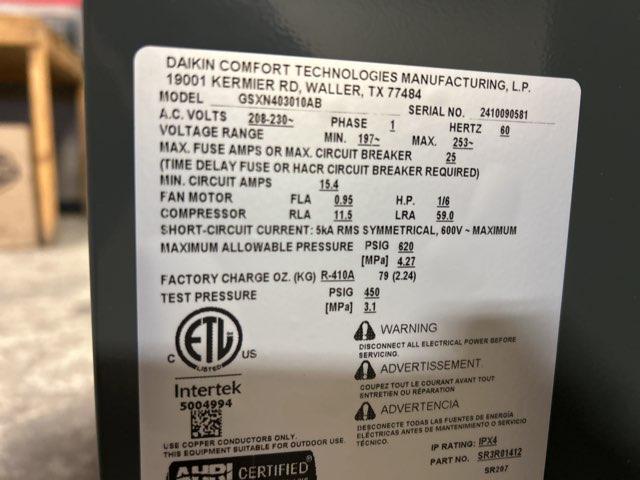 DAIKIN COMFORT TECHNOLOGIES MANUFACTURING, L.P.
19001 KERMIER RD, WALLER, TX 77484
MODEL GSXN403010AB SERIAL NO. 2410090581
A.C. VOLTS 208-230~ PHASE 1 HERTZ 60
VOLTAGE RANGE MIN. 197~ MAX. 253~
MAX. FUSE AMPS OR MAX. CIRCUIT BREAKER 25
(TIME DELAY FUSE OR HACR CIRCUIT BREAKER REQUIRED)
MIN. CIRCUIT AMPS 15.4
FAN MOTOR FLA 0.95 H.P. 1/6
COMPRESSOR RLA 11.5 LRA 59.0
SHORT-CIRCUIT CURRENT: 5kA RMS SYMMETRICAL, 600V ~ MAXIMUM
MAXIMUM ALLOWABLE PRESSURE PSIG 620
[MPa] 4.27
FACTORY CHARGE OZ. (KG) R-410A 79 (2.24)
TEST PRESSURE PSIG 450
[MPa] 3.1
C ETL LISTED US
Intertek
5004994
WARNING
DISCONNECT ALL ELECTRICAL POWER BEFORE
SERVICING.
ADVERTISSEMENT.
COUPEZ TOUT LE COURANT AVANT TOUT
ENTRETIEN OU RÉPARATION
ADVERTENCIA
DESCONECTE TODAS LAS FUENTES DE ENERGÍA
ELÉCTRICAS ANTES DE MANTENIMIENTO O SERVICIO
TÉCNICO.
USE COPPER CONDUCTORS ONLY.
THIS EQUIPMENT SUITABLE FOR OUTDOOR USE.
IP RATING: IPX4
PART NO. SR3R01412
SR207
AHRI CERTIFIED